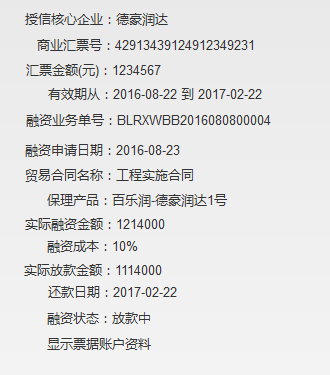 授信核心企业：德豪润达
商业汇票号：42913439124912349231
汇票金额(元)：1234567
有效期从：2016-08-22 到 2017-02-22
融资业务单号：BLRXWBB2016080800004
融资申请日期：2016-08-23
贸易合同名称：工程实施合同
保理产品：百乐润-德豪润达1号
实际融资金额：1214000
融资成本：10%
实际放款金额：1114000
还款日期：2017-02-22
融资状态：放款中
显示票据账户资料